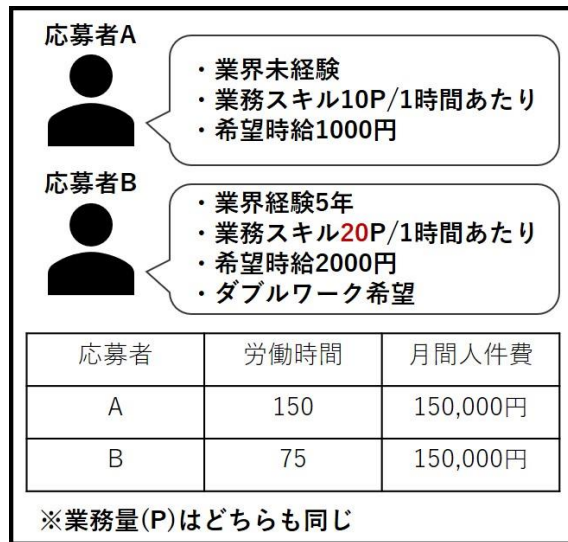 応募者A
・業界未経験
・業務スキル10P/1時間あたり
・希望時給1000円
応募者B
・業界経験5年
・業務スキル20P/1時間あたり
・希望時給2000円
・ダブルワーク希望
応募者 労働時間 月間人件費
A 150 150,000円
B 75 150,000円
※業務量(P)はどちらも同じ